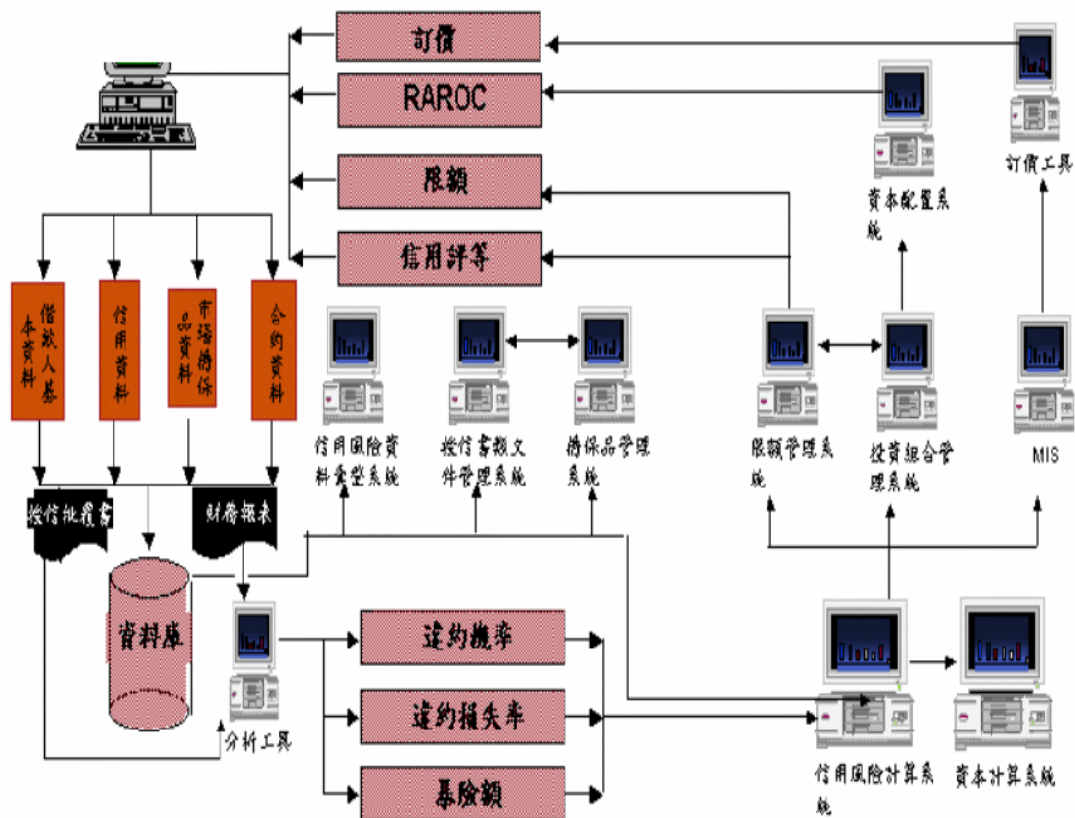 訂價
RAROC
限額
信用評等
訂價工具
資本配置系
統
借款人基
本資料
信用資料
市場擔保
品資料
合約資料
信用風險資
料彙整系統
授信書類文
件管理系統
擔保品管理
系統
限額管理系
統
投資組合管
理系統
MIS
授信批覆書
財務報表
資料庫
分析工具
違約機率
違約損失率
暴險額
信用風險計算系
統
資本計算系統